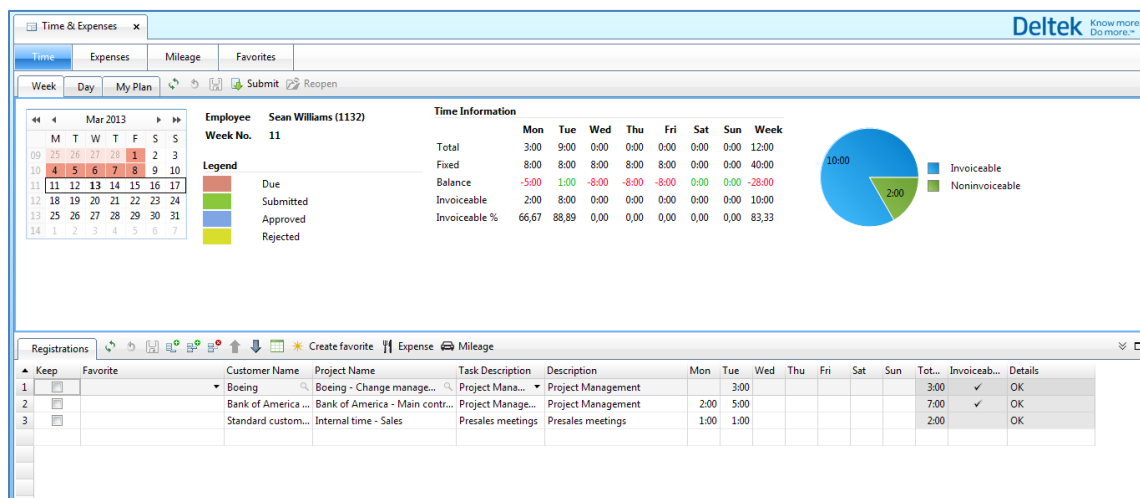 Time & Expenses x
Deltek Know more. Do more.™
Time Expenses Mileage Favorites
Week Day My Plan Submit Reopen
Mar 2013
M T W T F S S
09 25 26 27 28 1 2 3
10 4 5 6 7 8 9 10
11 11 12 13 14 15 16 17
12 18 19 20 21 22 23 24
13 25 26 27 28 29 30 31
14 1 2 3 4 5 6 7
Employee Sean Williams (1132)
Week No. 11
Legend
Due
Submitted
Approved
Rejected
Time Information
Mon Tue Wed Thu Fri Sat Sun Week
Total 3:00 9:00 0:00 0:00 0:00 0:00 0:00 12:00
Fixed 8:00 8:00 8:00 8:00 8:00 0:00 0:00 40:00
Balance -5:00 1:00 -8:00 -8:00 -8:00 0:00 0:00 -28:00
Invoiceable 2:00 8:00 0:00 0:00 0:00 0:00 0:00 10:00
Invoiceable % 66,67 88,89 0,00 0,00 0,00 0,00 0,00 83,33
10:00
2:00
Invoiceable
Noninvoiceable
Registrations Create favorite Expense Mileage
Keep Favorite Customer Name Project Name Task Description Description Mon Tue Wed Thu Fri Sat Sun Tot... Invoiceab... Details
1 Boeing Boeing - Change manage... Project Mana... Project Management 3:00 3:00 ✓ OK
2 Bank of America ... Bank of America - Main contr... Project Manage... Project Management 2:00 5:00 7:00 ✓ OK
3 Standard custom... Internal time - Sales Presales meetings Presales meetings 1:00 1:00 2:00 OK